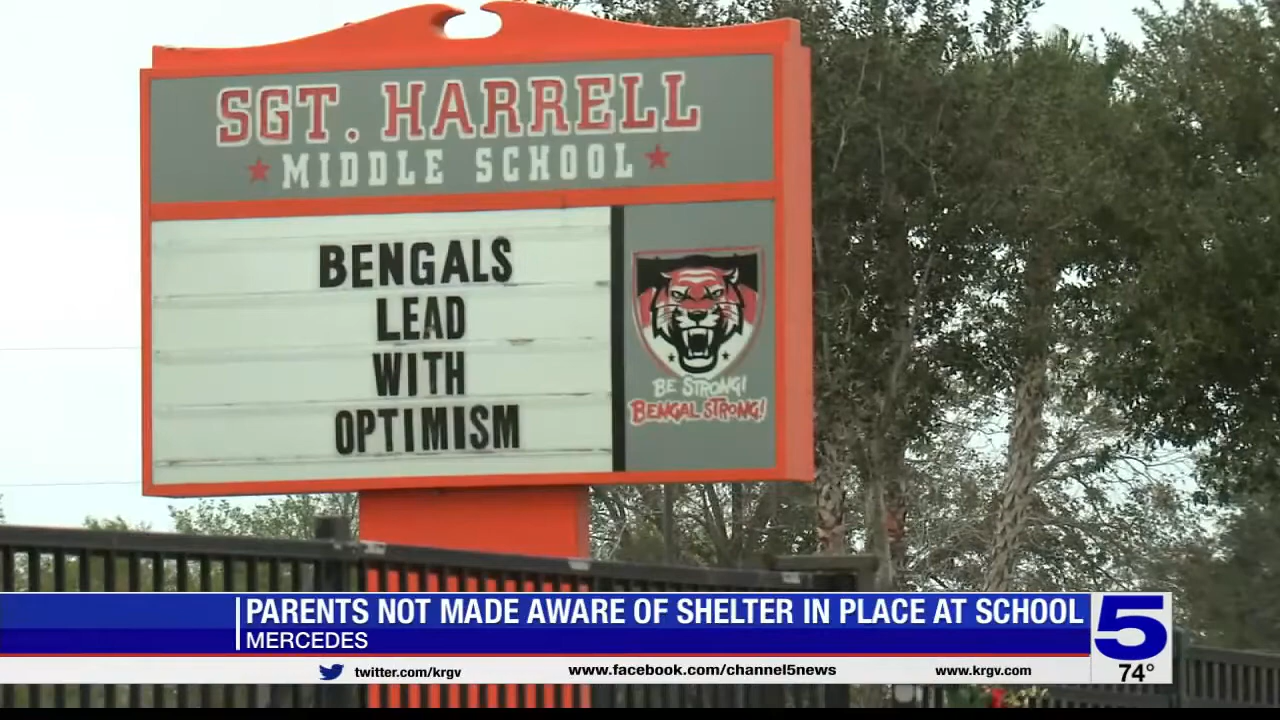 SGT. HARRELL
MIDDLE SCHOOL
BENGALS
LEAD
WITH
OPTIMISM
BE STRONG!
BENGAL STRONG!
PARENTS NOT MADE AWARE OF SHELTER IN PLACE AT SCHOOL
MERCEDES
5
twitter.com/krgv
www.facebook.com/channel5news
www.krgv.com
74°